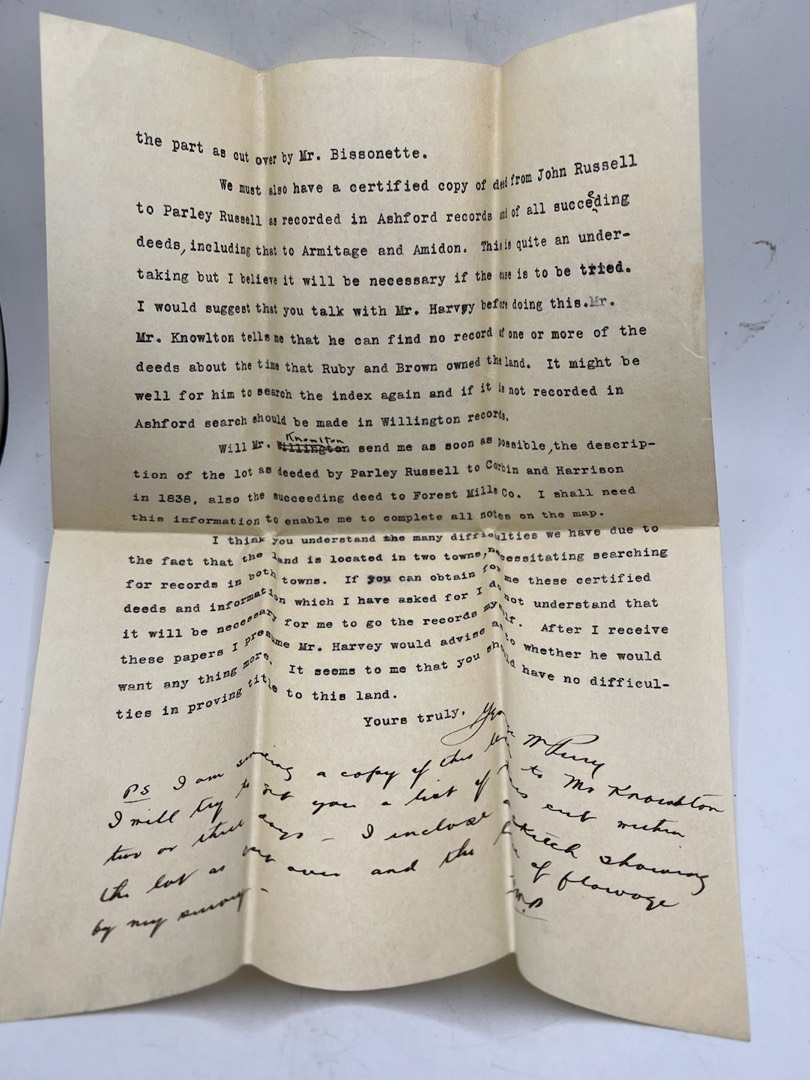 the part as cut over by Mr. Bissonette.
We must also have a certified copy of deed from John Russell
to Parley Russell as recorded in Ashford records and of all succeding
deeds, including that to Armitage and Amidon. This is quite an under-
taking but I believe it will be necessary if the case is to be tried.
I would suggest that you talk with Mr. Harvey before doing this. Mr.
Mr. Knowlton tells me that he can find no record of one or more of the
deeds about the time that Ruby and Brown owned the land. It might be
well for him to search the index again and if it is not recorded in
Ashford search should be made in Willington records.
Knowlton
Will Mr. Willington send me as soon as possible, the descrip-
tion of the lot as deeded by Parley Russell to Corbin and Harrison
in 1838, also the succeeding deed to Forest Mills Co. I shall need
this information to enable me to complete all notes on the map.
I think you understand the many difficulties we have due to
the fact that the land is located in two towns, necessitating searching
for records in both towns. If you can obtain for me these certified
deeds and information which I have asked for I do not understand that
it will be necessary for me to go the records myself. After I receive
these papers I presume Mr. Harvey would advise as to whether he would
want any thing more. It seems to me that you should have no difficul-
ties in proving title to this land.
Yours truly,
PS I am sending a copy of this to Mr Knowlton
I will try to get you a list of cut within
two or three days - I inclose sketch showing
the lot as cut over and the of flowage
by my survey -